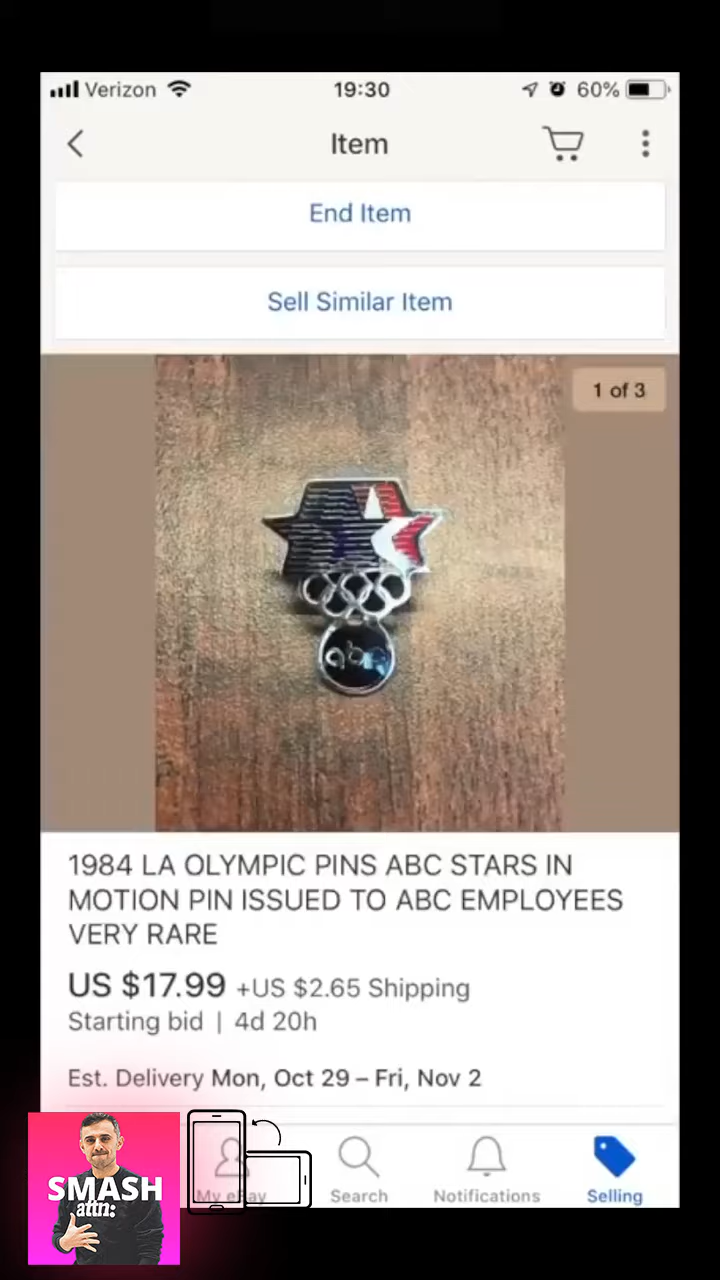 Verizon 19:30 60%
Item
End Item
Sell Similar Item
1 of 3
abc
1984 LA OLYMPIC PINS ABC STARS IN
MOTION PIN ISSUED TO ABC EMPLOYEES
VERY RARE
US $17.99 +US $2.65 Shipping
Starting bid | 4d 20h
Est. Delivery Mon, Oct 29 – Fri, Nov 2
SMASH
attn:
My eBay Search Notifications Selling